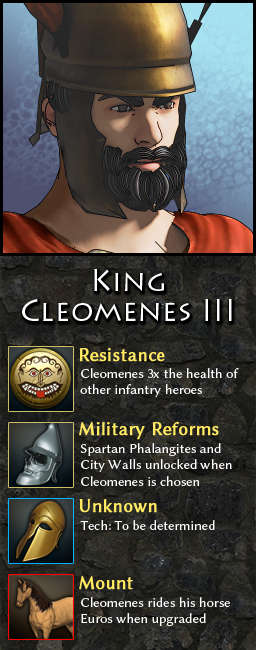 King
Cleomenes III
Resistance
Cleomenes 3x the health of
other infantry heroes
Military Reforms
Spartan Phalangites and
City Walls unlocked when
Cleomenes is chosen
Unknown
Tech: To be determined
Mount
Cleomenes rides his horse
Euros when upgraded